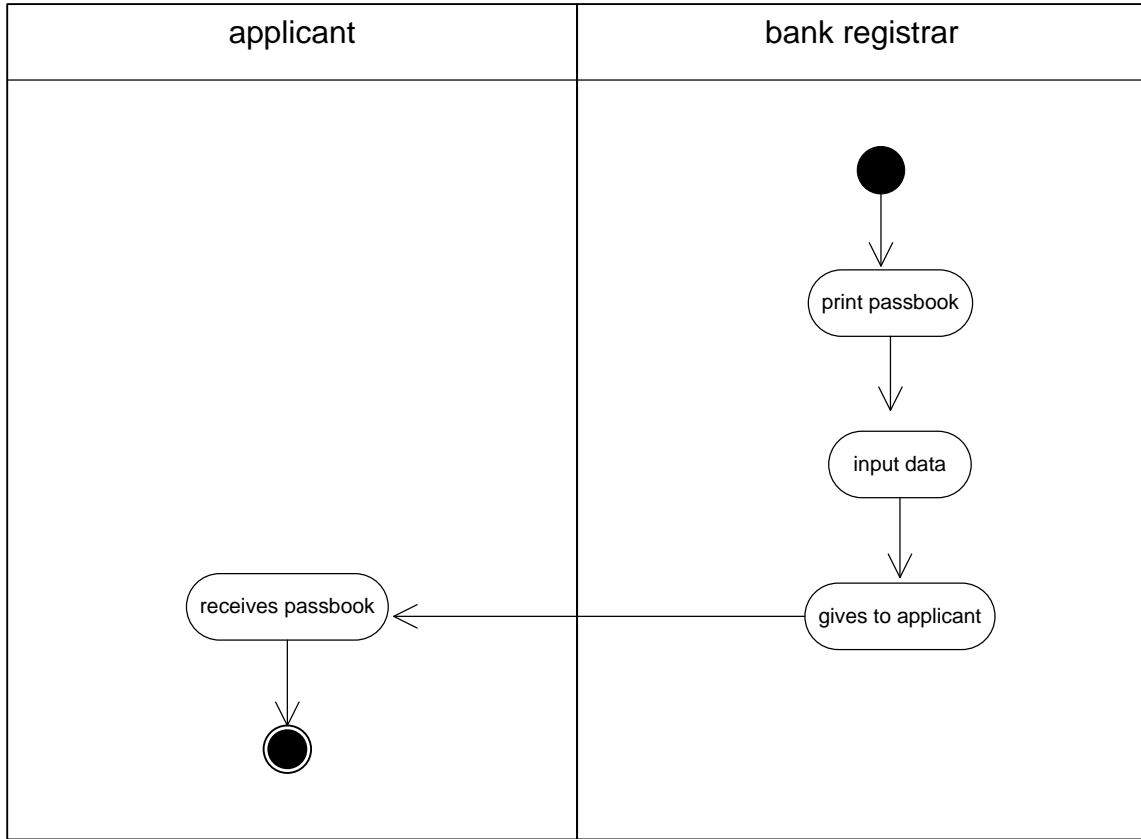 applicant
bank registrar
print passbook
input data
receives passbook
gives to applicant